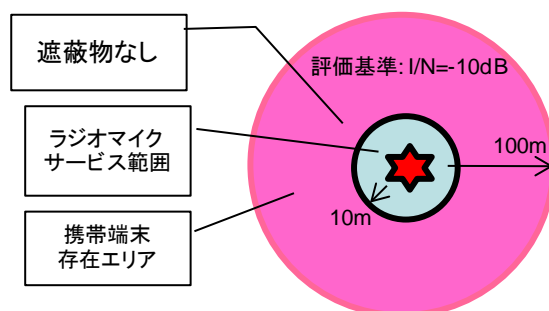 遮蔽物なし
評価基準: I/N=-10dB
ラジオマイク
サービス範囲
100m
10m
携帯端末
存在エリア